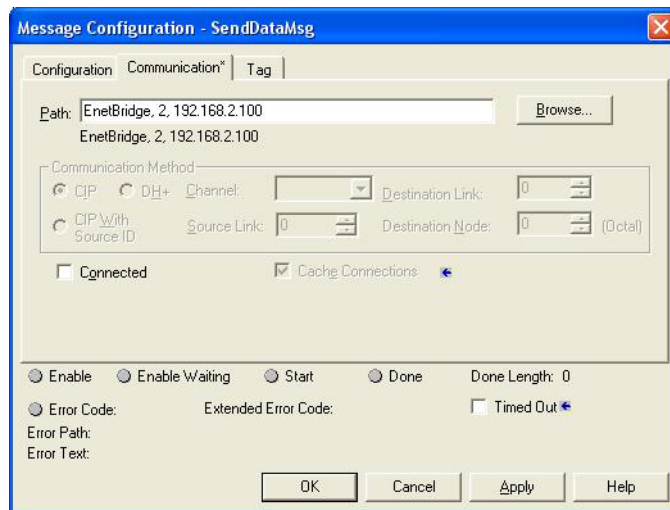 Message Configuration - SendDataMsg
Configuration Communication* Tag
Path: EnetBridge, 2, 192.168.2.100 Browse...
EnetBridge, 2, 192.168.2.100
Communication Method
CIP DH+ Channel: Destination Link: 0
CIP With
Source ID Source Link: 0 Destination Node: 0 (Octal)
Connected Cache Connections
Enable Enable Waiting Start Done Done Length: 0
Error Code: Extended Error Code: Timed Out
Error Path:
Error Text:
OK Cancel Apply Help